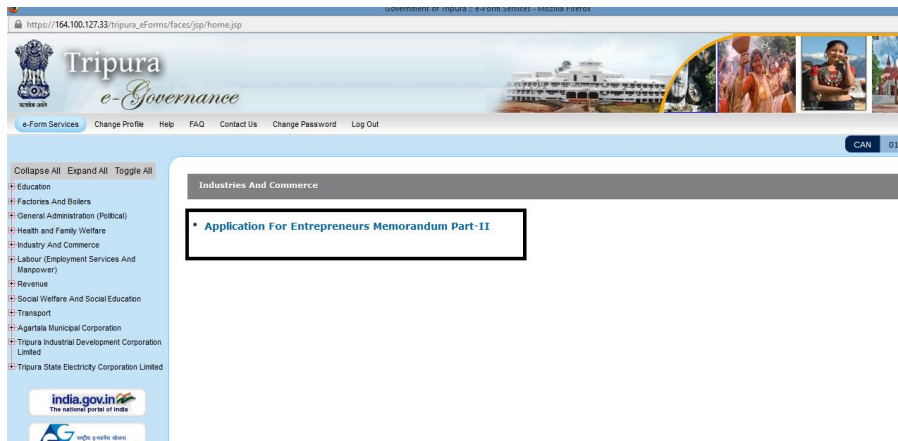 Government of Tripura :: e-Form Services - Mozilla Firefox
https://164.100.127.33/tripura_eForms/faces/jsp/home.jsp
Tripura
e-Governance
सत्यमेव जयते
e-Form Services Change Profile Help FAQ Contact Us Change Password Log Out
CAN 01
Collapse All Expand All Toggle All
Education
Factories And Boilers
General Administration (Political)
Health and Family Welfare
Industry And Commerce
Labour (Employment Services And
Manpower)
Revenue
Social Welfare And Social Education
Transport
Agartala Municipal Corporation
Tripura Industrial Development Corporation
Limited
Tripura State Electricity Corporation Limited
Industries And Commerce
• Application For Entrepreneurs Memorandum Part-II
india.gov.in
The national portal of India